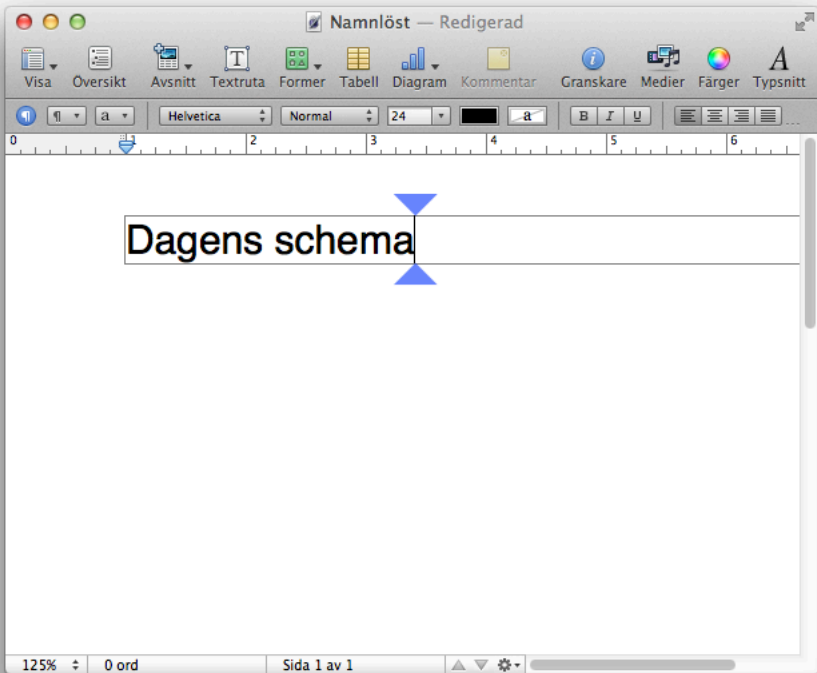 Namnlöst — Redigerad
Visa Översikt Avsnitt Textruta Former Tabell Diagram Kommentar Granskare Medier Färger Typsnitt
¶ ¶ a Helvetica Normal 24 a B I U
0 1 2 3 4 5 6
Dagens schema
125% 0 ord Sida 1 av 1